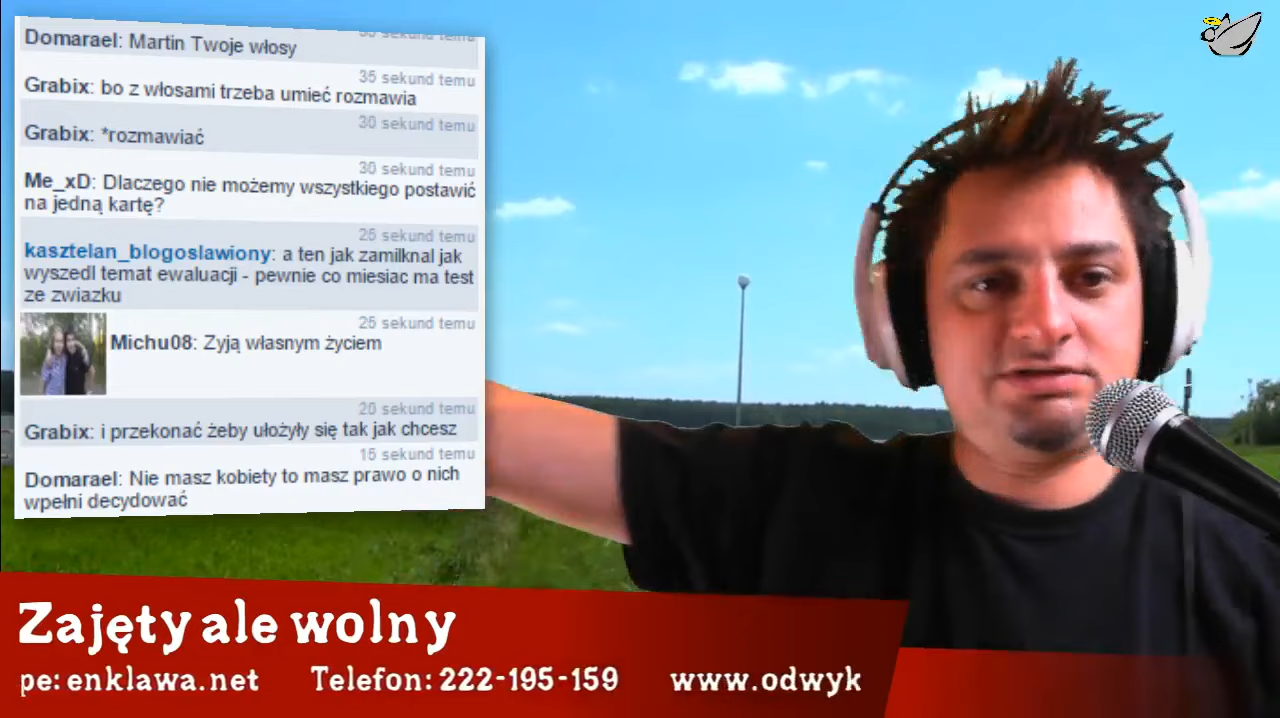 30 sekund temu
Domarael: Martin Twoje włosy
35 sekund temu
Grabix: bo z włosami trzeba umieć rozmawia
30 sekund temu
Grabix: *rozmawiać
30 sekund temu
Me_xD: Dlaczego nie możemy wszystkiego postawić
na jedną kartę?
25 sekund temu
kasztelan_blogoslawiony: a ten jak zamilknal jak
wyszedl temat ewaluacji - pewnie co miesiac ma test
ze zwiazku
25 sekund temu
Michu08: Zyją własnym życiem
20 sekund temu
Grabix: i przekonać żeby ułożyły się tak jak chcesz
15 sekund temu
Domarael: Nie masz kobiety to masz prawo o nich
wpełni decydować
Zajęty ale wolny
pe: enklawa.net Telefon: 222-195-159 www.odwyk